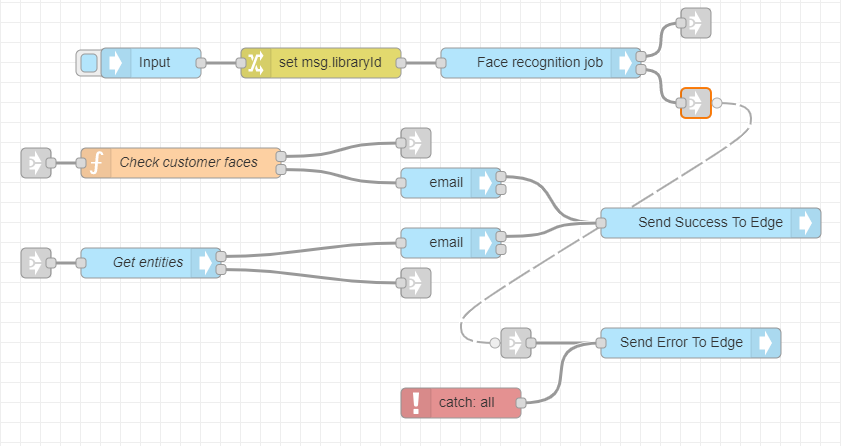 Input
set msg.libraryId
Face recognition job
Check customer faces
email
Send Success To Edge
email
Get entities
Send Error To Edge
catch: all